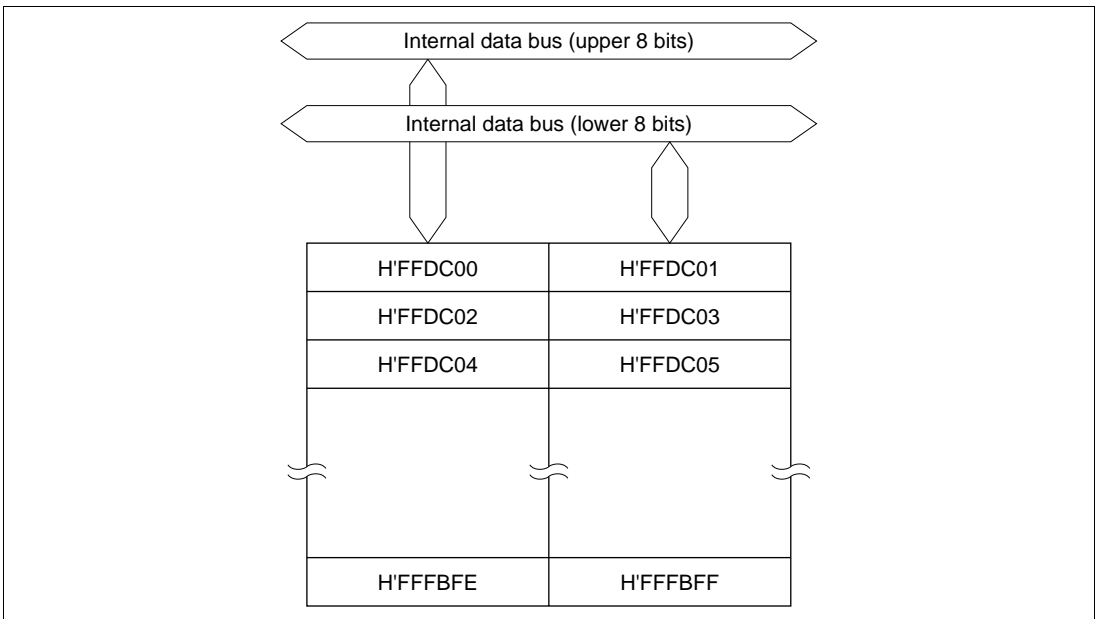 Internal data bus (upper 8 bits)
Internal data bus (lower 8 bits)
H'FFDC00 H'FFDC01
H'FFDC02 H'FFDC03
H'FFDC04 H'FFDC05
H'FFFBFE H'FFFBFF